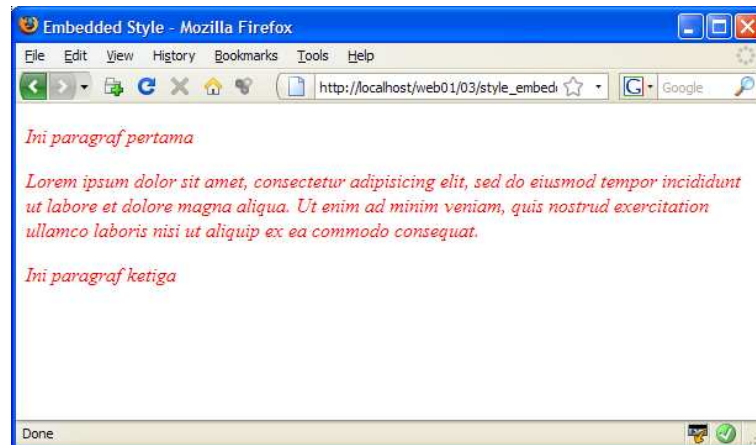 Embedded Style - Mozilla Firefox
File Edit View History Bookmarks Tools Help
http://localhost/web01/03/style_embed G Google
Ini paragraf pertama
Lorem ipsum dolor sit amet, consectetur adipisicing elit, sed do eiusmod tempor incididunt
ut labore et dolore magna aliqua. Ut enim ad minim veniam, quis nostrud exercitation
ullamco laboris nisi ut aliquip ex ea commodo consequat.
Ini paragraf ketiga
Done